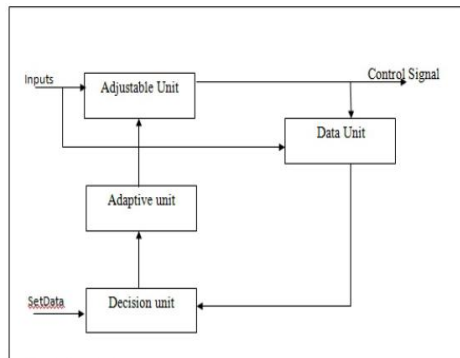 Inputs
Adjustable Unit
Control Signal
Data Unit
Adaptive unit
SetData
Decision unit